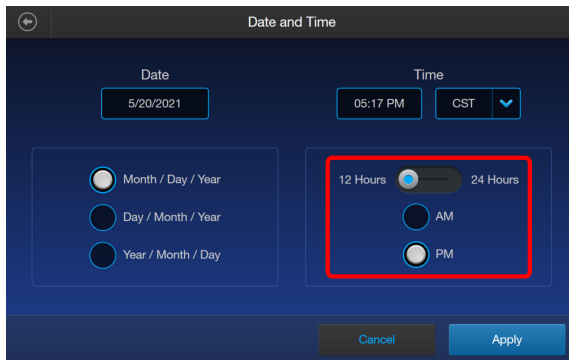 Date and Time
Date
Time
5/20/2021
05:17 PM
CST
Month / Day / Year
Day / Month / Year
Year / Month / Day
12 Hours
24 Hours
AM
PM
Cancel
Apply